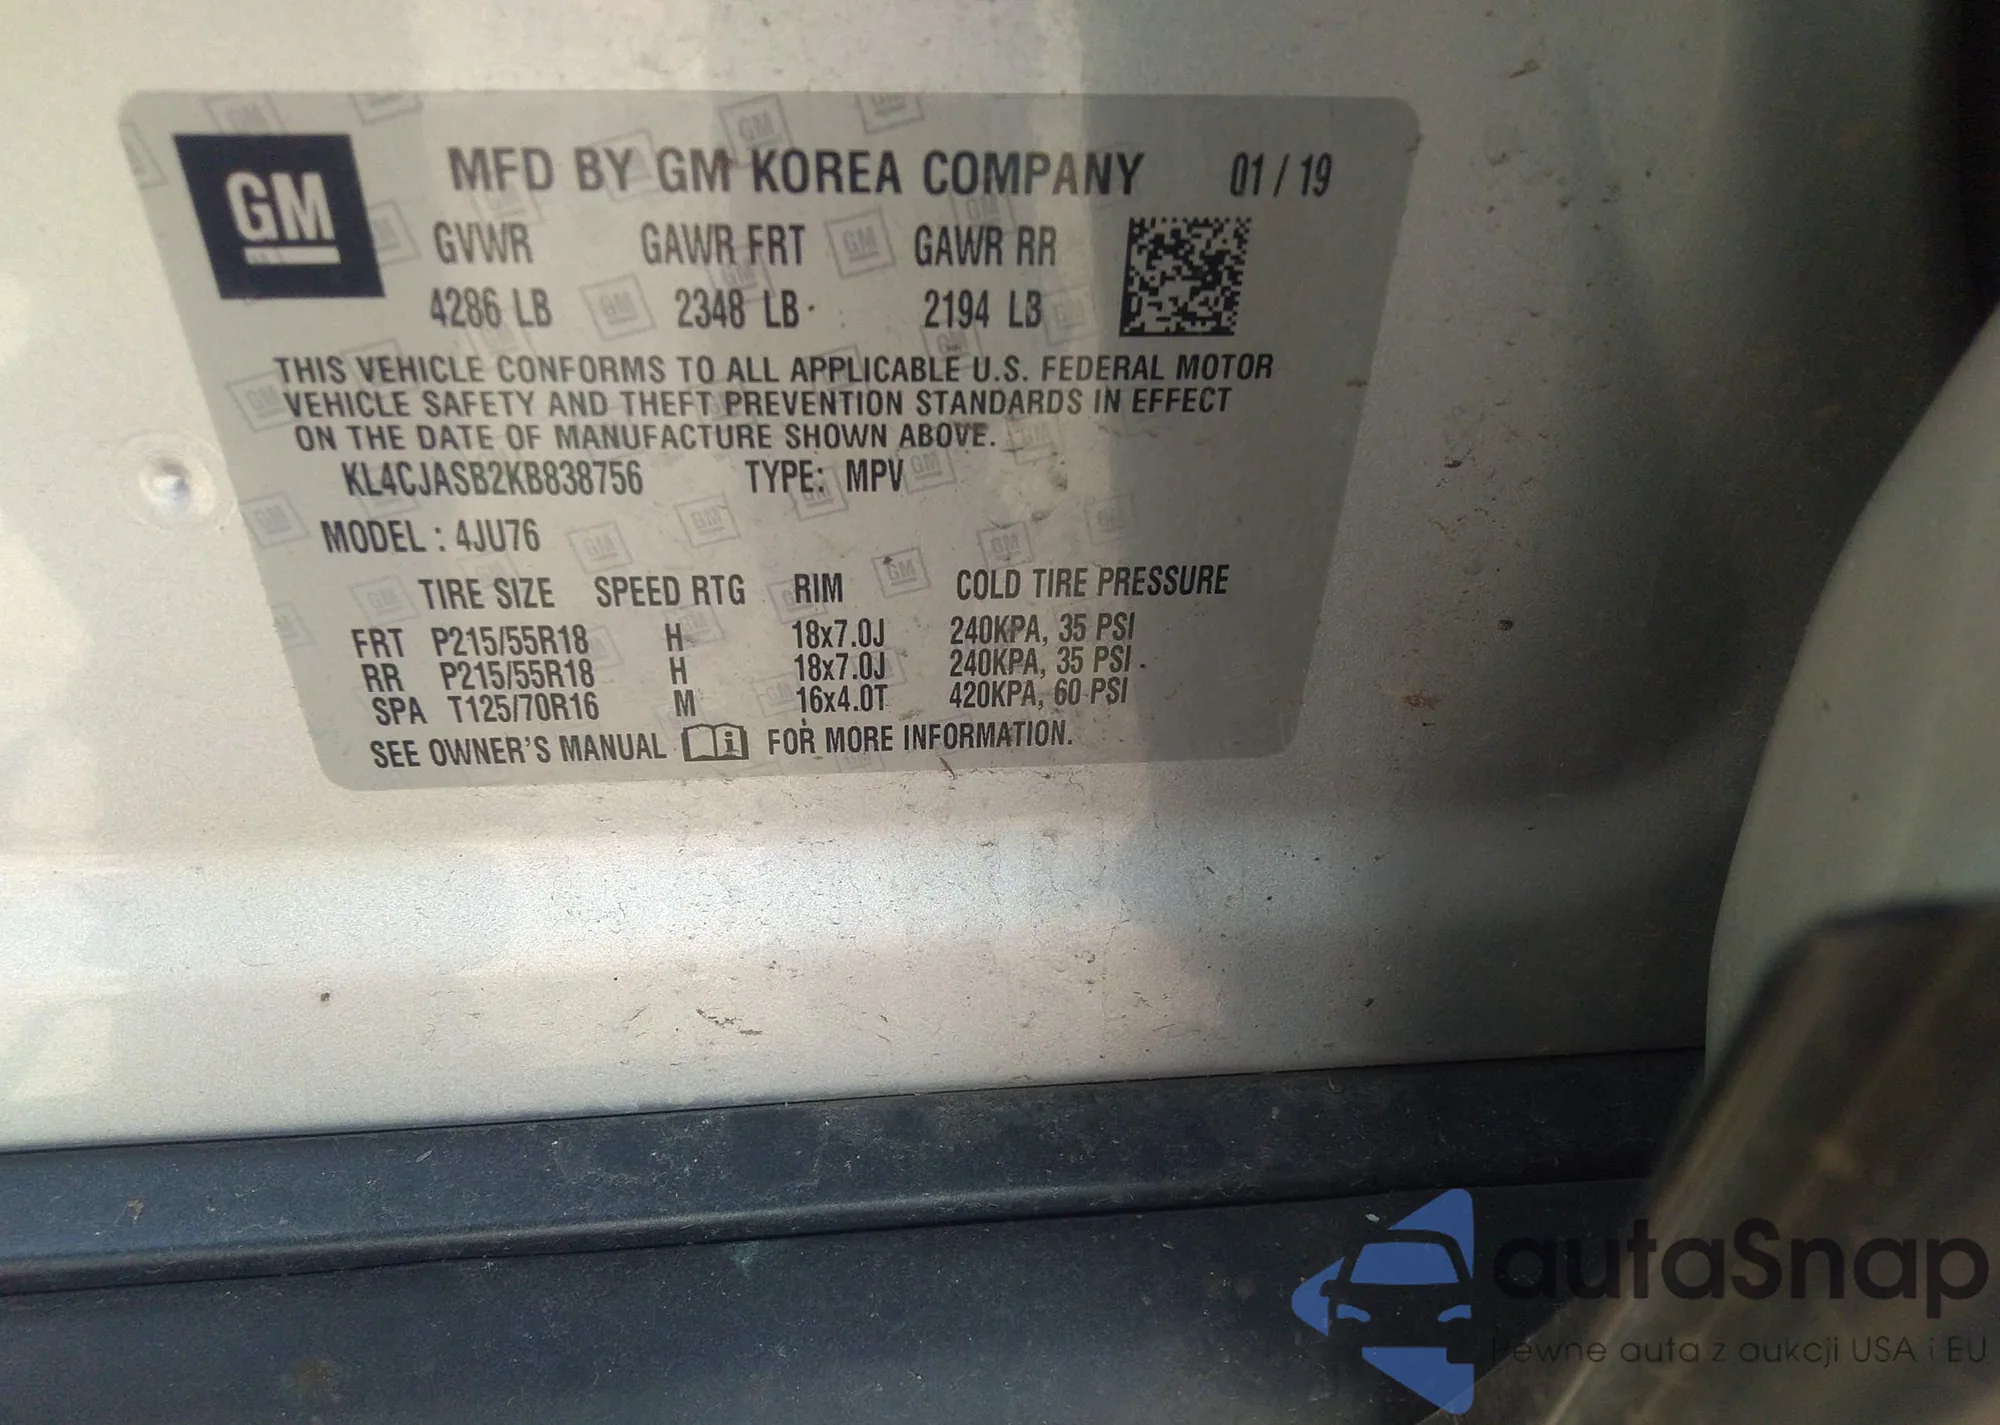 GM
MFD BY GM KOREA COMPANY 01 / 19
GVWR GAWR FRT GAWR RR
4286 LB 2348 LB 2194 LB
THIS VEHICLE CONFORMS TO ALL APPLICABLE U.S. FEDERAL MOTOR
VEHICLE SAFETY AND THEFT PREVENTION STANDARDS IN EFFECT
ON THE DATE OF MANUFACTURE SHOWN ABOVE.
KL4CJASB2KB838756 TYPE: MPV
MODEL : 4JU76
TIRE SIZE SPEED RTG RIM COLD TIRE PRESSURE
FRT P215/55R18 H 18x7.0J 240KPA, 35 PSI
RR P215/55R18 H 18x7.0J 240KPA, 35 PSI
SPA T125/70R16 M 16x4.0T 420KPA, 60 PSI
SEE OWNER'S MANUAL FOR MORE INFORMATION.
autaSnap
Pewne auta z aukcji USA i EU